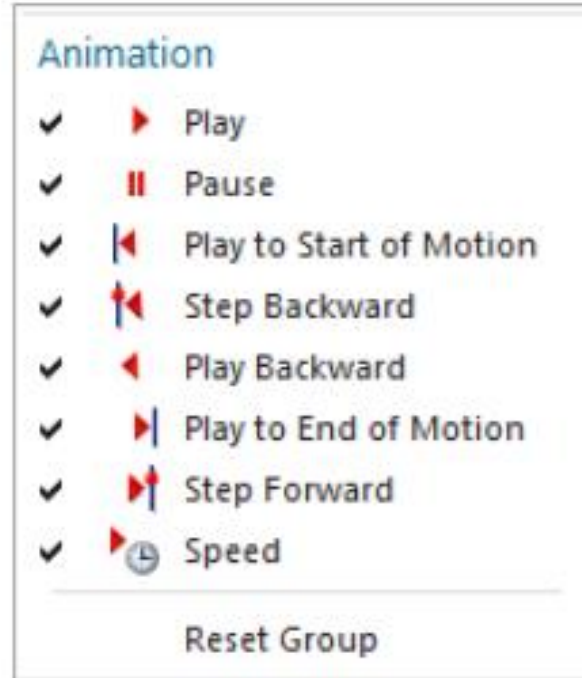 Animation
Play
Pause
Play to Start of Motion
Step Backward
Play Backward
Play to End of Motion
Step Forward
Speed
Reset Group